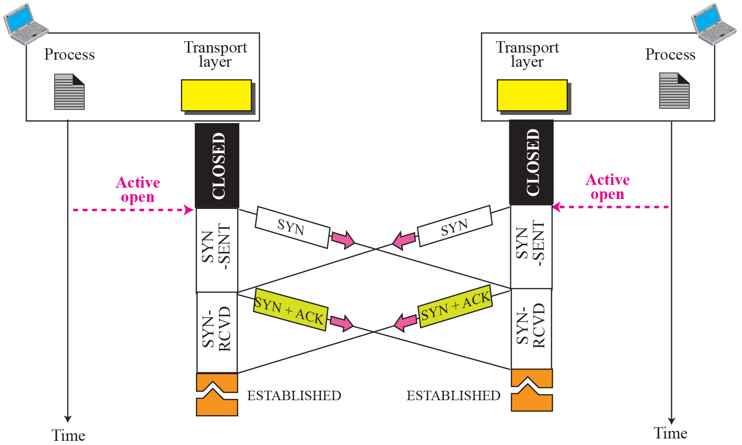 Process
Transport
layer
Transport
layer
Process
CLOSED
CLOSED
Active
open
Active
open
SYN
SYN
SYN
-SENT
SYN
-SENT
SYN + ACK
SYN + ACK
SYN-
RCVD
SYN-
RCVD
ESTABLISHED
ESTABLISHED
Time
Time